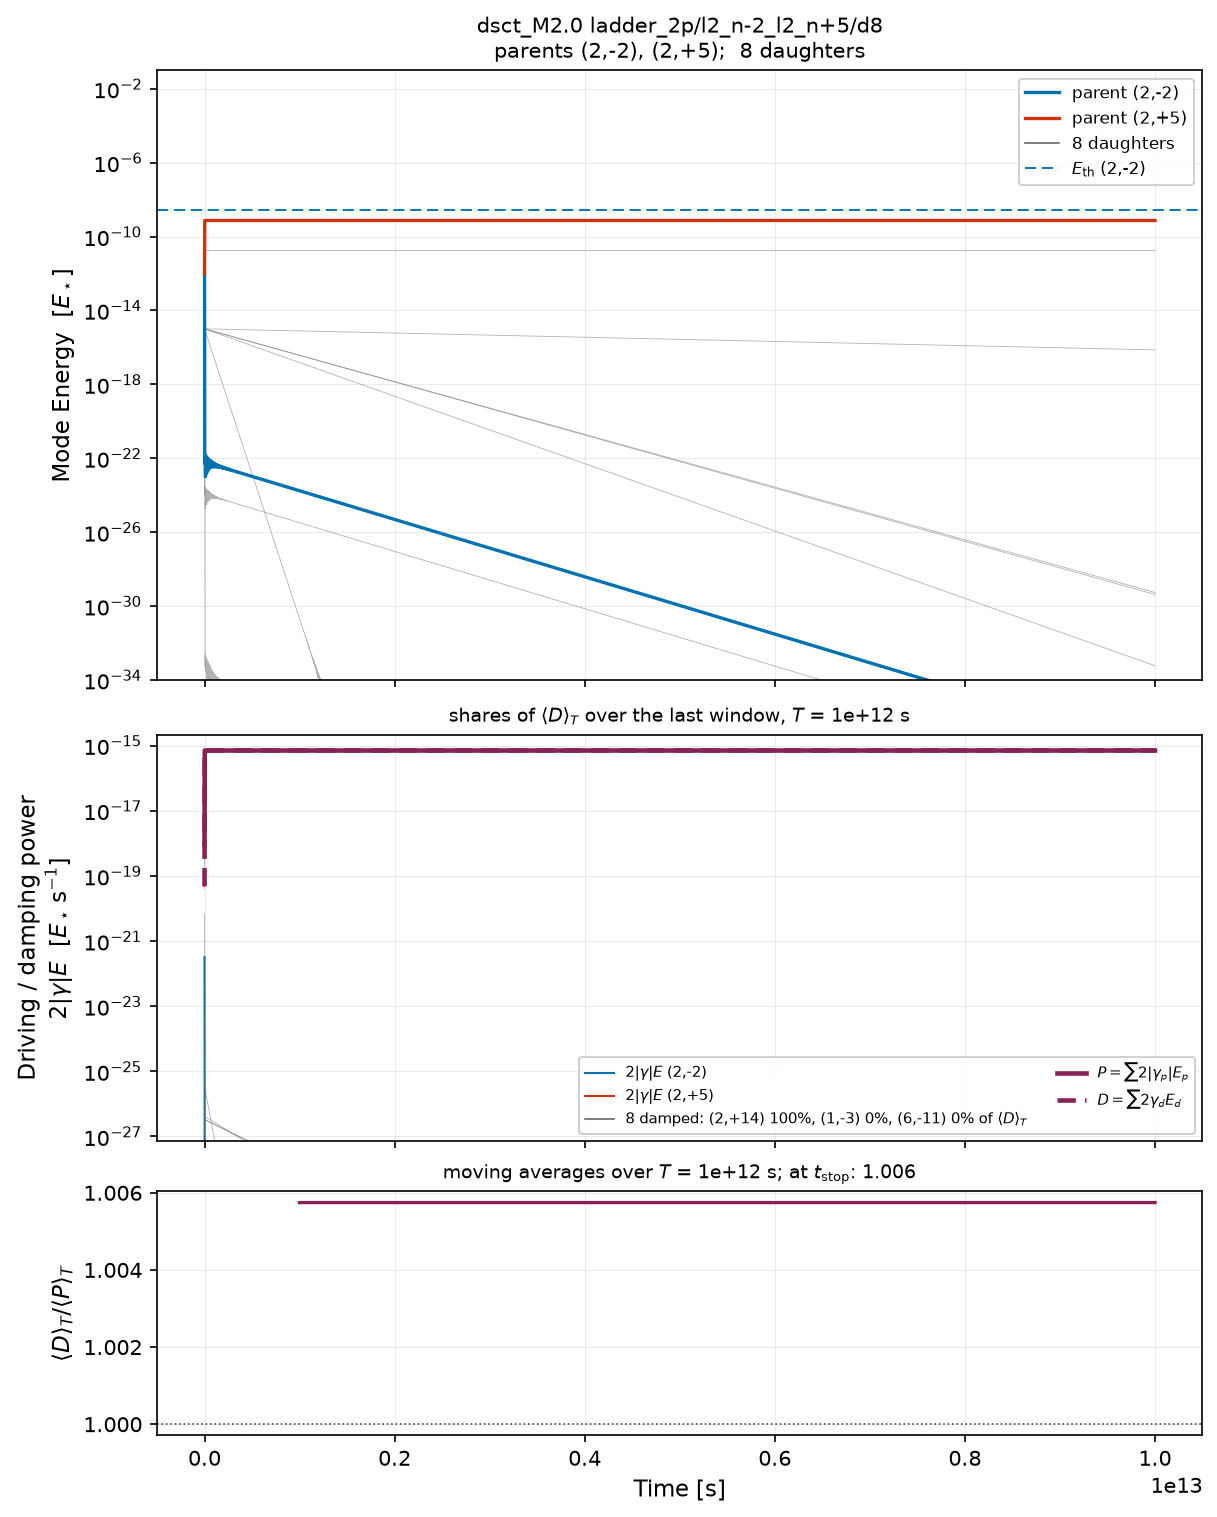 dsct_M2.0 ladder_2p/l2_n-2_l2_n+5/d8
parents (2,-2), (2,+5);  8 daughters
Mode Energy [E⋆]
10⁻²
10⁻⁶
10⁻¹⁰
10⁻¹⁴
10⁻¹⁸
10⁻²²
10⁻²⁶
10⁻³⁰
10⁻³⁴
parent (2,-2)
parent (2,+5)
8 daughters
E_th (2,-2)
shares of ⟨D⟩_T over the last window, T = 1e+12 s
Driving / damping power
2|γ|E [E⋆ s⁻¹]
10⁻¹⁵
10⁻¹⁷
10⁻¹⁹
10⁻²¹
10⁻²³
10⁻²⁵
10⁻²⁷
2|γ|E (2,-2)
2|γ|E (2,+5)
8 damped: (2,+14) 100%, (1,-3) 0%, (6,-11) 0% of ⟨D⟩_T
P = ∑2|γ_p|E_p
D = ∑2γ_dE_d
moving averages over T = 1e+12 s; at t_stop: 1.006
⟨D⟩_T/⟨P⟩_T
1.006
1.004
1.002
1.000
0.0 0.2 0.4 0.6 0.8 1.0
1e13
Time [s]